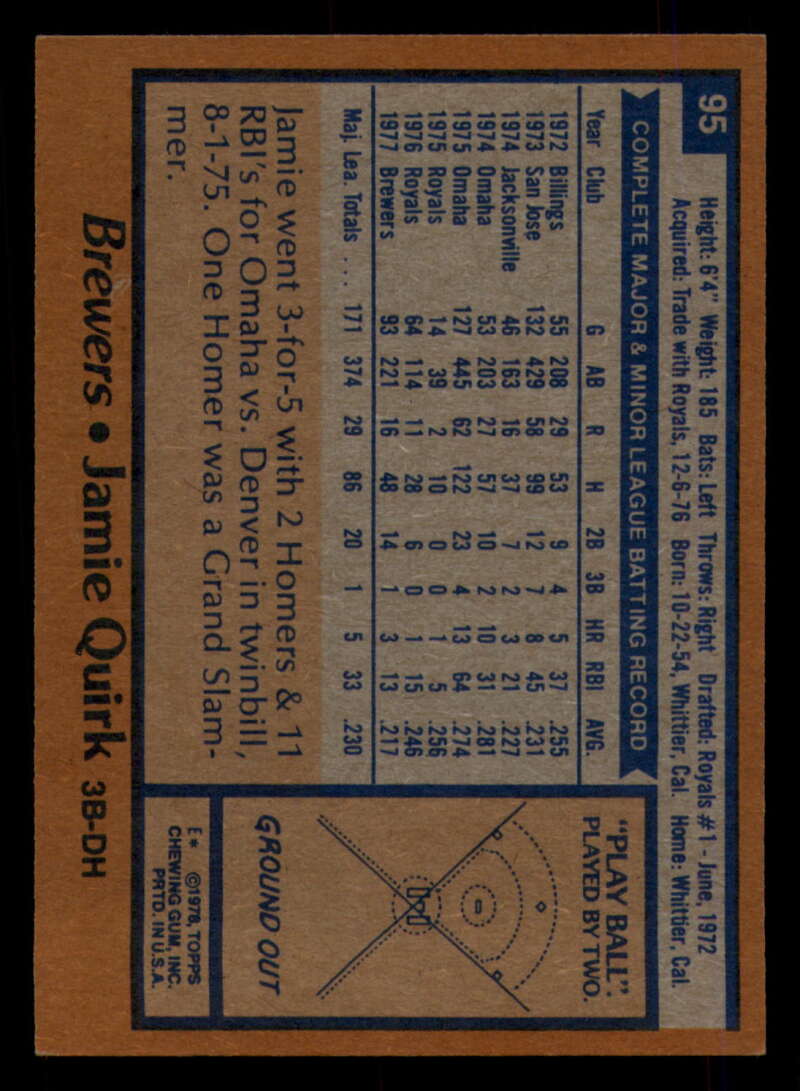 95
Height: 6'4" Weight: 185 Bats: Left Throws: Right Drafted: Royals #1 - June, 1972
Acquired: Trade with Royals, 12-6-76 Born: 10-22-54, Whittier, Cal. Home: Whittier, Cal.
COMPLETE MAJOR & MINOR LEAGUE BATTING RECORD
Year Club G AB R H 2B 3B HR RBI AVG.
1972 Billings 55 208 29 53 9 4 5 37 .255
1973 San Jose 132 429 58 99 12 7 8 45 .231
1974 Jacksonville 46 163 16 37 7 2 3 21 .227
1974 Omaha 53 203 27 57 10 2 10 31 .281
1975 Omaha 127 445 62 122 23 4 13 64 .274
1975 Royals 14 39 2 10 0 0 1 5 .256
1976 Royals 64 114 11 28 6 0 1 15 .246
1977 Brewers 93 221 16 48 14 1 3 13 .217
Maj. Lea. Totals ... 171 374 29 86 20 1 5 33 .230
Jamie went 3-for-5 with 2 Homers & 11
RBI's for Omaha vs. Denver in twinbill,
8-1-75. One Homer was a Grand Slam-
mer.
"PLAY BALL":
PLAYED BY TWO.
GROUND OUT
E* ©1978, TOPPS
CHEWING GUM, INC.
PRTD. IN U.S.A.
Brewers • Jamie Quirk 3B-DH